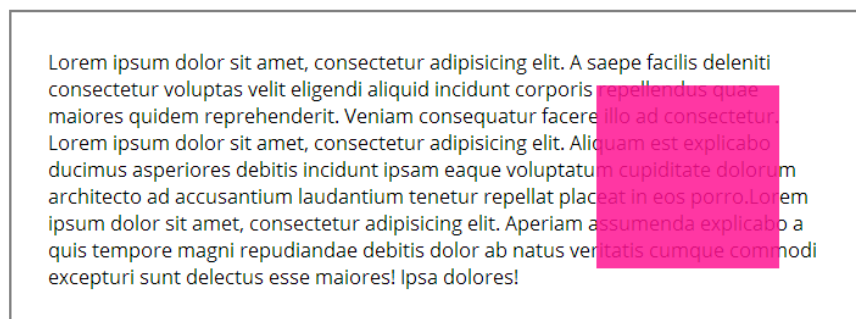 Lorem ipsum dolor sit amet, consectetur adipisicing elit. A saepe facilis deleniti
consectetur voluptas velit eligendi aliquid incidunt corporis repellendus quae
maiores quidem reprehenderit. Veniam consequatur facere illo ad consectetur.
Lorem ipsum dolor sit amet, consectetur adipisicing elit. Aliquam est explicabo
ducimus asperiores debitis incidunt ipsam eaque voluptatum cupiditate dolorum
architecto ad accusantium laudantium tenetur repellat placeat in eos porro.Lorem
ipsum dolor sit amet, consectetur adipisicing elit. Aperiam assumenda explicabo a
quis tempore magni repudiandae debitis dolor ab natus veritatis cumque commodi
excepturi sunt delectus esse maiores! Ipsa dolores!